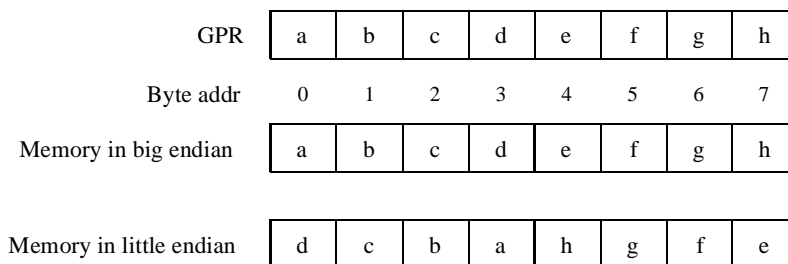 GPR a b c d e f g h
Byte addr 0 1 2 3 4 5 6 7
Memory in big endian a b c d e f g h
Memory in little endian d c b a h g f e